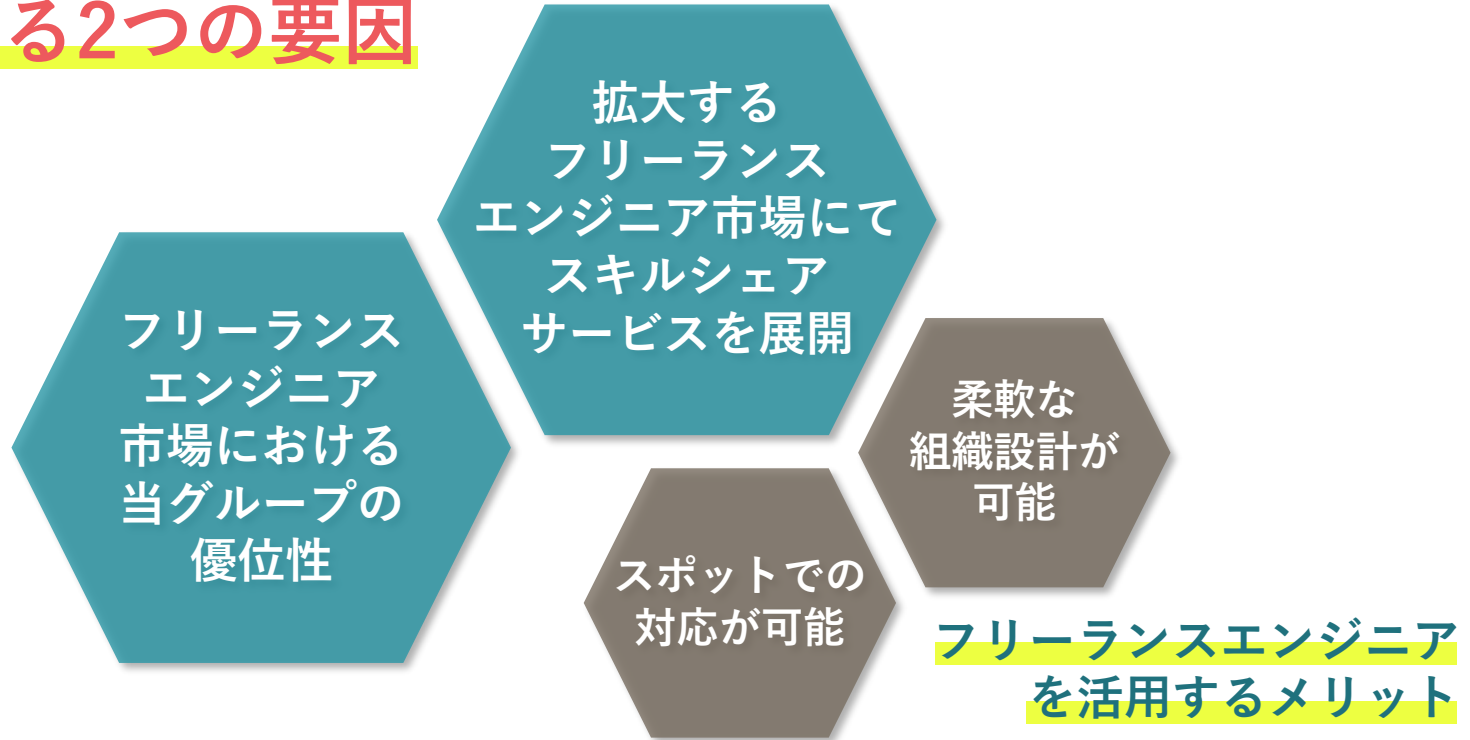 る2つの要因
拡大する
フリーランス
エンジニア市場にて
スキルシェア
サービスを展開
フリーランス
エンジニア
市場における
当グループの
優位性
柔軟な
組織設計が
可能
スポットでの
対応が可能
フリーランスエンジニア
を活用するメリット